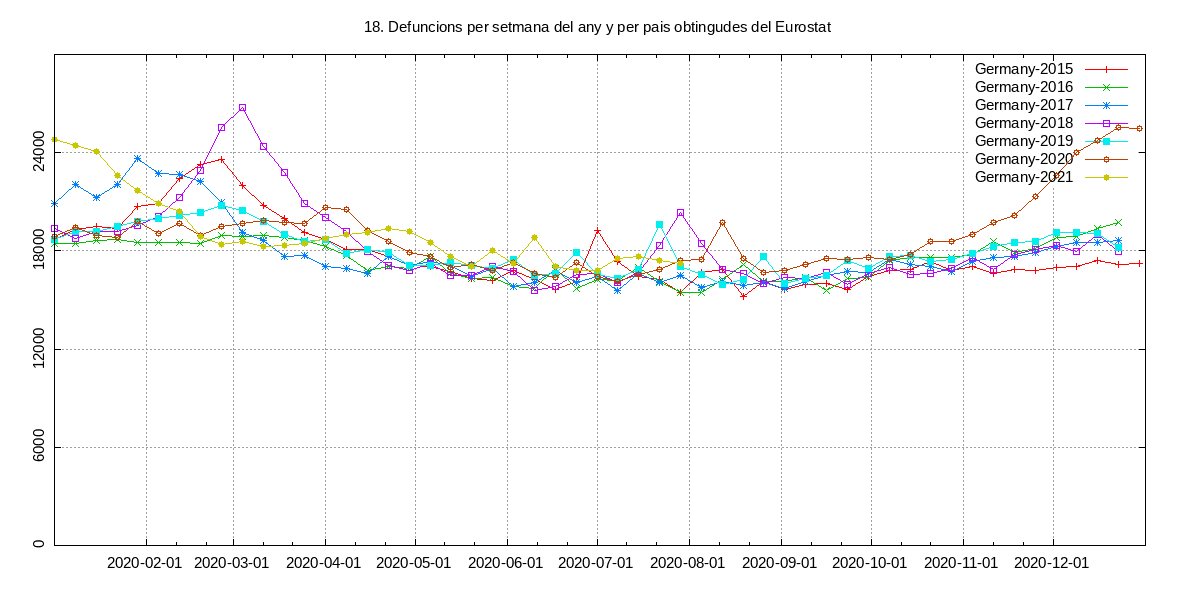 18. Defuncions per setmana del any y per pais obtingudes del Eurostat
Germany-2015
Germany-2016
Germany-2017
Germany-2018
Germany-2019
Germany-2020
Germany-2021
24000
18000
12000
6000
0
2020-02-01 2020-03-01 2020-04-01 2020-05-01 2020-06-01 2020-07-01 2020-08-01 2020-09-01 2020-10-01 2020-11-01 2020-12-01